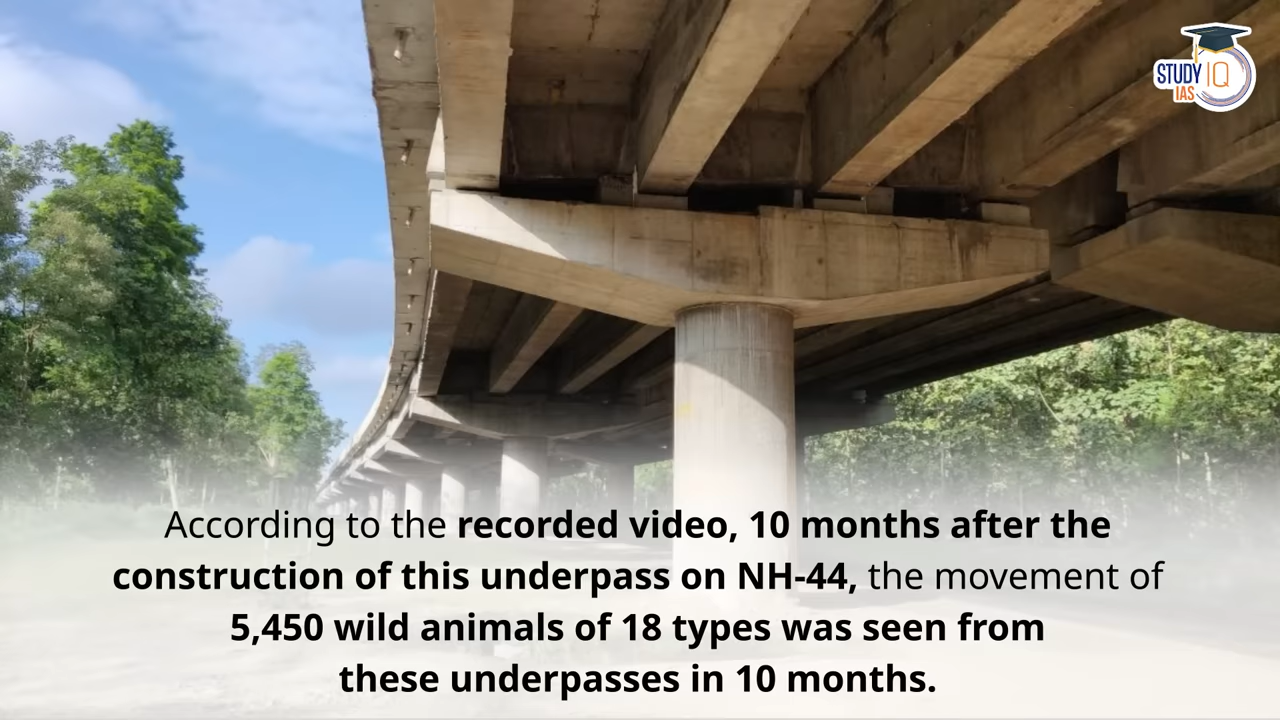 STUDY IQ
IAS
According to the recorded video, 10 months after the
construction of this underpass on NH-44, the movement of
5,450 wild animals of 18 types was seen from
these underpasses in 10 months.